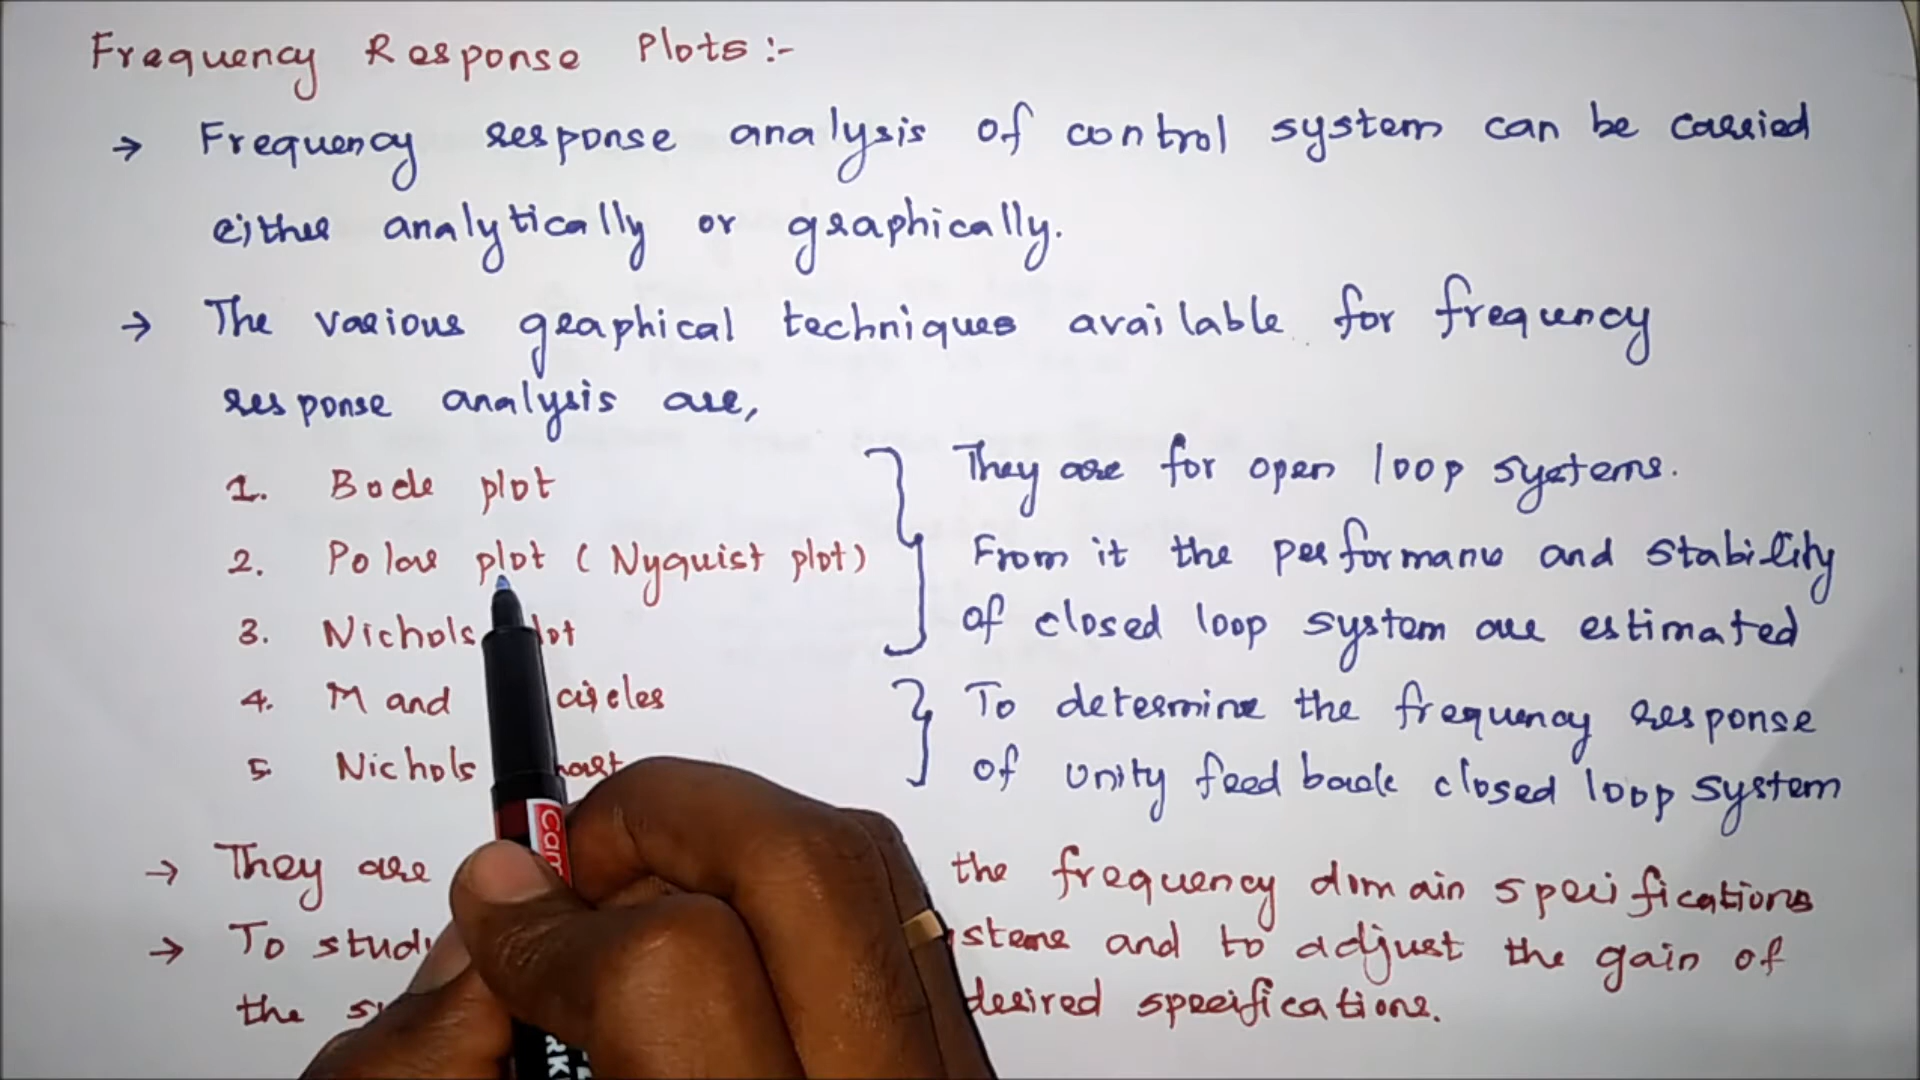 Frequency Response Plots :-
→ Frequency response analysis of control system can be carried
either analytically or graphically.
→ The various graphical techniques available for frequency
response analysis are,
1. Bode plot
2. Polar plot (Nyquist plot)
3. Nichols plot
4. M and circles
5 Nichols
They are for open loop systems.
From it the performance and stability
of closed loop system are estimated
To determine the frequency response
of unity feed back closed loop system
→ They are the frequency domain specifications
→ To study and to adjust the gain of
the desired specifications.
Cam